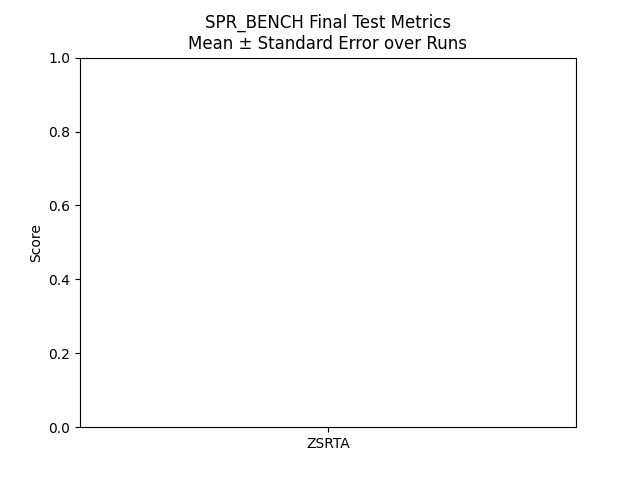 SPR_BENCH Final Test Metrics
Mean ± Standard Error over Runs
1.0
0.8
0.6
0.4
0.2
0.0
Score
ZSRTA